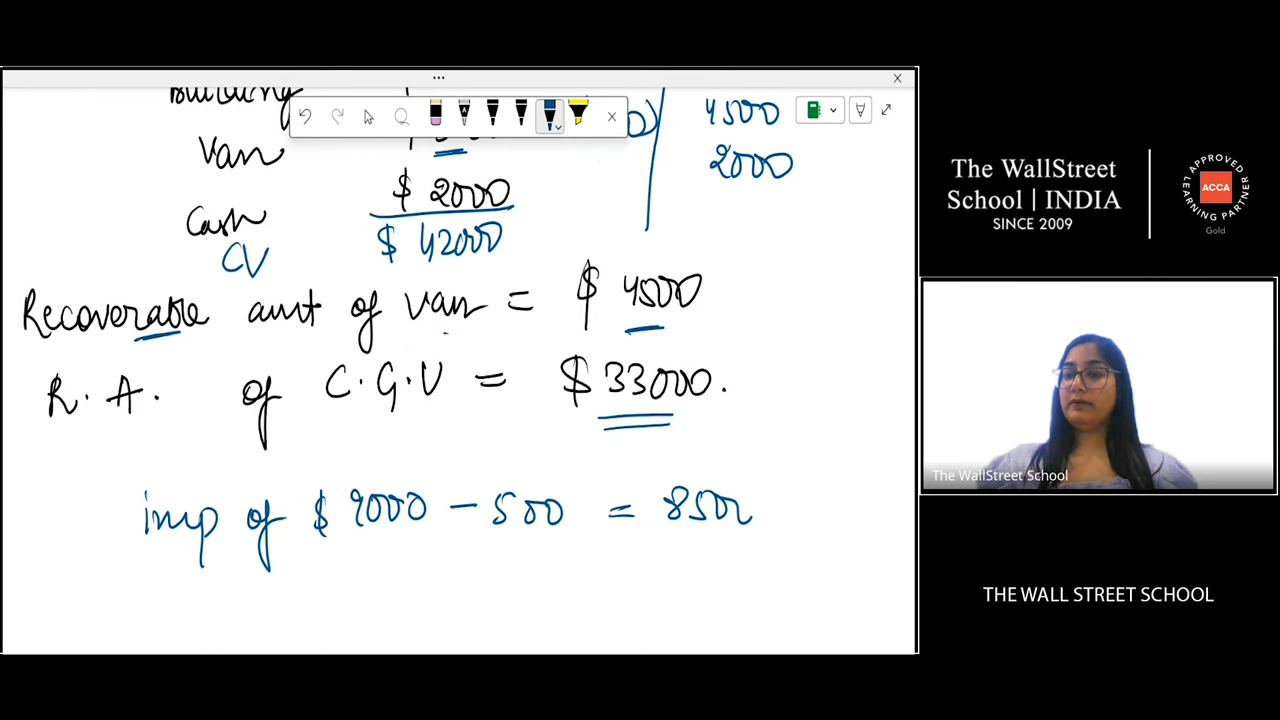 Building
4500
Van
2000
$ 2000
Cash
$ 42000
CV
Recoverable amt of van = $ 4500
R.A. of C.G.U = $ 33000.
imp of $ 9000 - 500 = 8500
The WallStreet
School | INDIA
SINCE 2009
APPROVED
LEARNING PARTNER
ACCA
Gold
The WallStreet School
THE WALL STREET SCHOOL